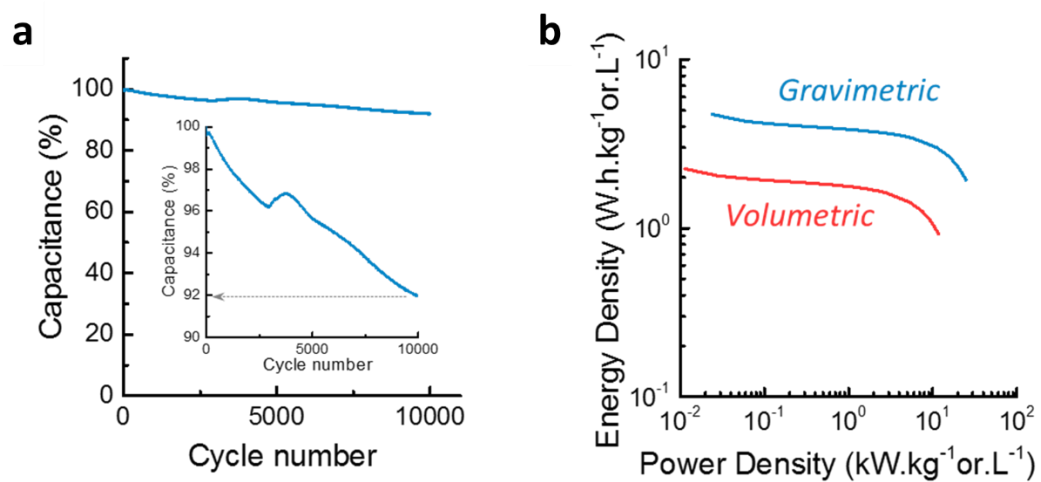 a
100
80
60
40
20
0
0 5000 10000
Cycle number
Capacitance (%)
100
98
96
94
92
90
0 5000 10000
Cycle number
Capacitance (%)
b
10¹
10⁰
10⁻¹
10⁻² 10⁻¹ 10⁰ 10¹ 10²
Energy Density (W.h.kg⁻¹or.L⁻¹)
Power Density (kW.kg⁻¹or.L⁻¹)
Gravimetric
Volumetric